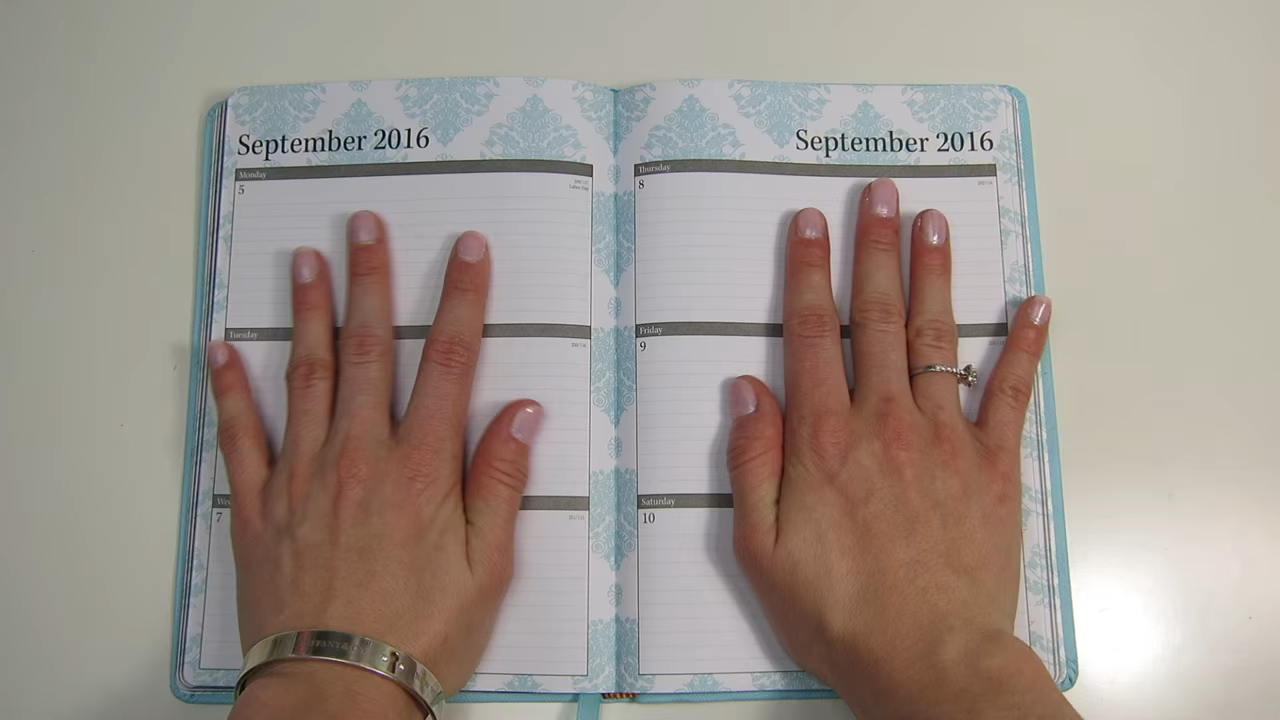 September 2016
Monday
5
Labor Day
Tuesday
7
September 2016
Thursday
8
Friday
9
Saturday
10